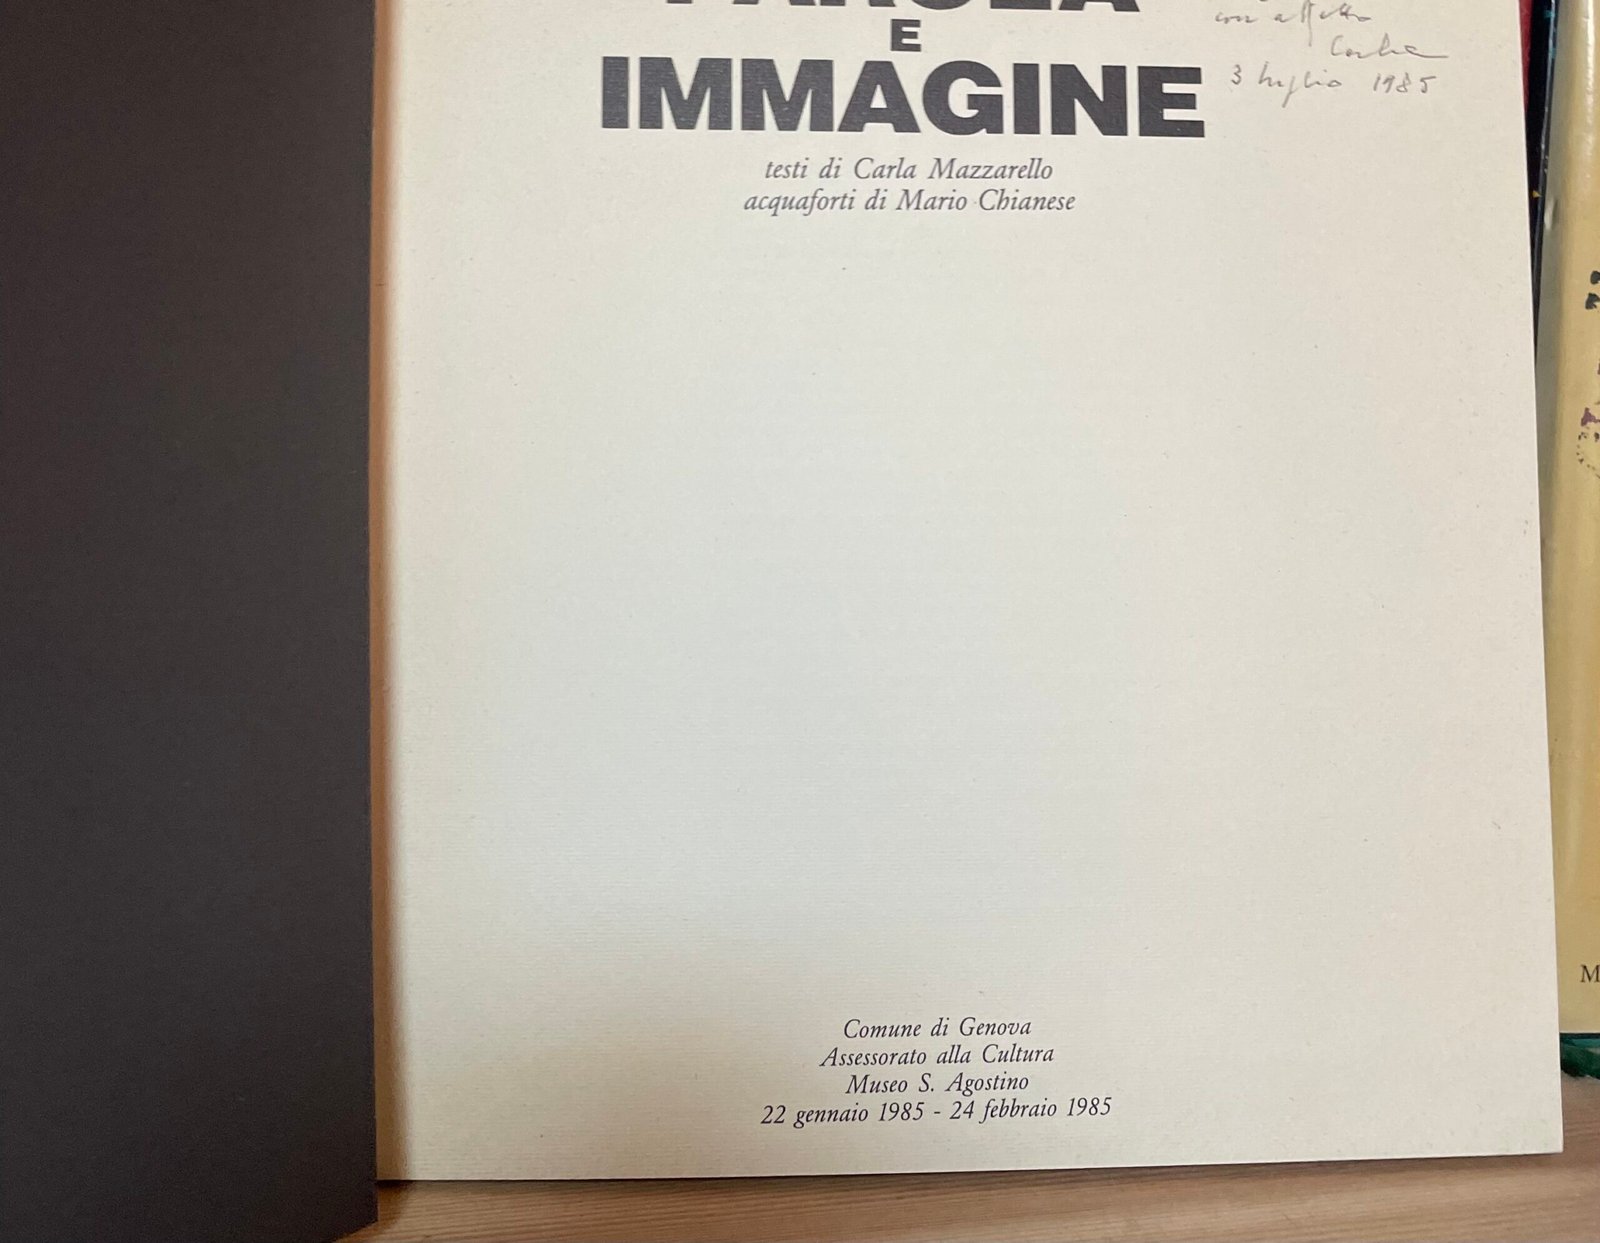 PAROLA
E
IMMAGINE
con affetto
Carla
3 luglio 1985
testi di Carla Mazzarello
acquaforti di Mario Chianese
Comune di Genova
Assessorato alla Cultura
Museo S. Agostino
22 gennaio 1985 - 24 febbraio 1985
M